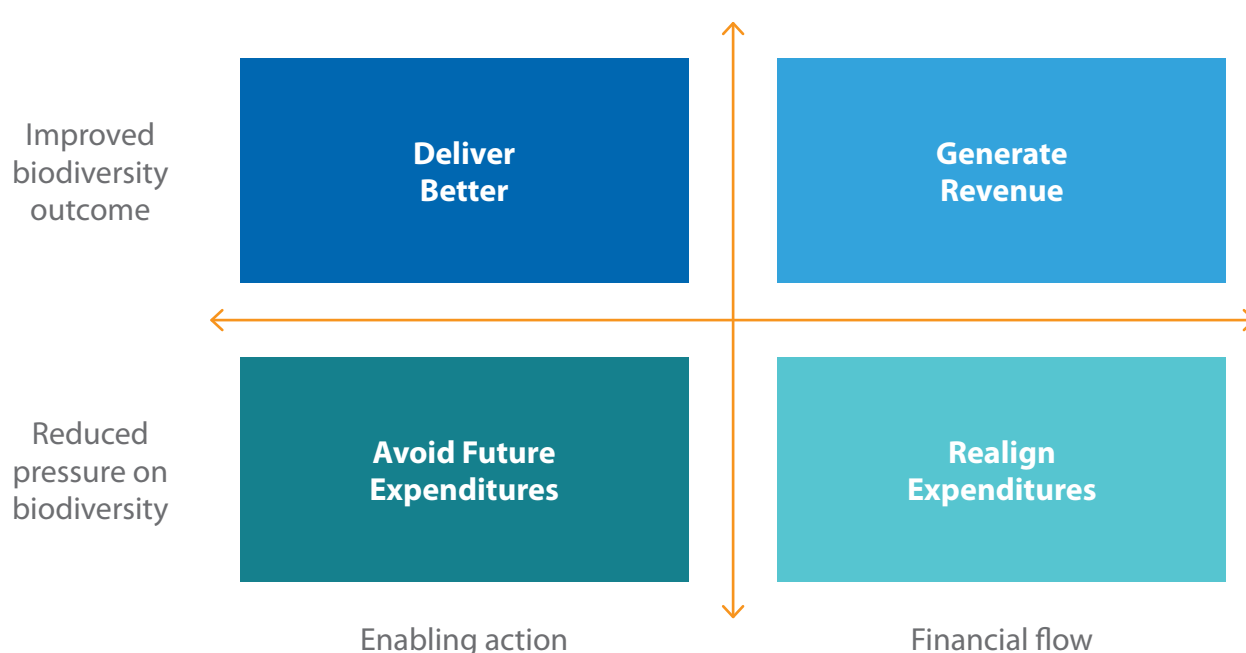 Improved
biodiversity
outcome
Deliver
Better
Generate
Revenue
Reduced
pressure on
biodiversity
Avoid Future
Expenditures
Realign
Expenditures
Enabling action
Financial flow